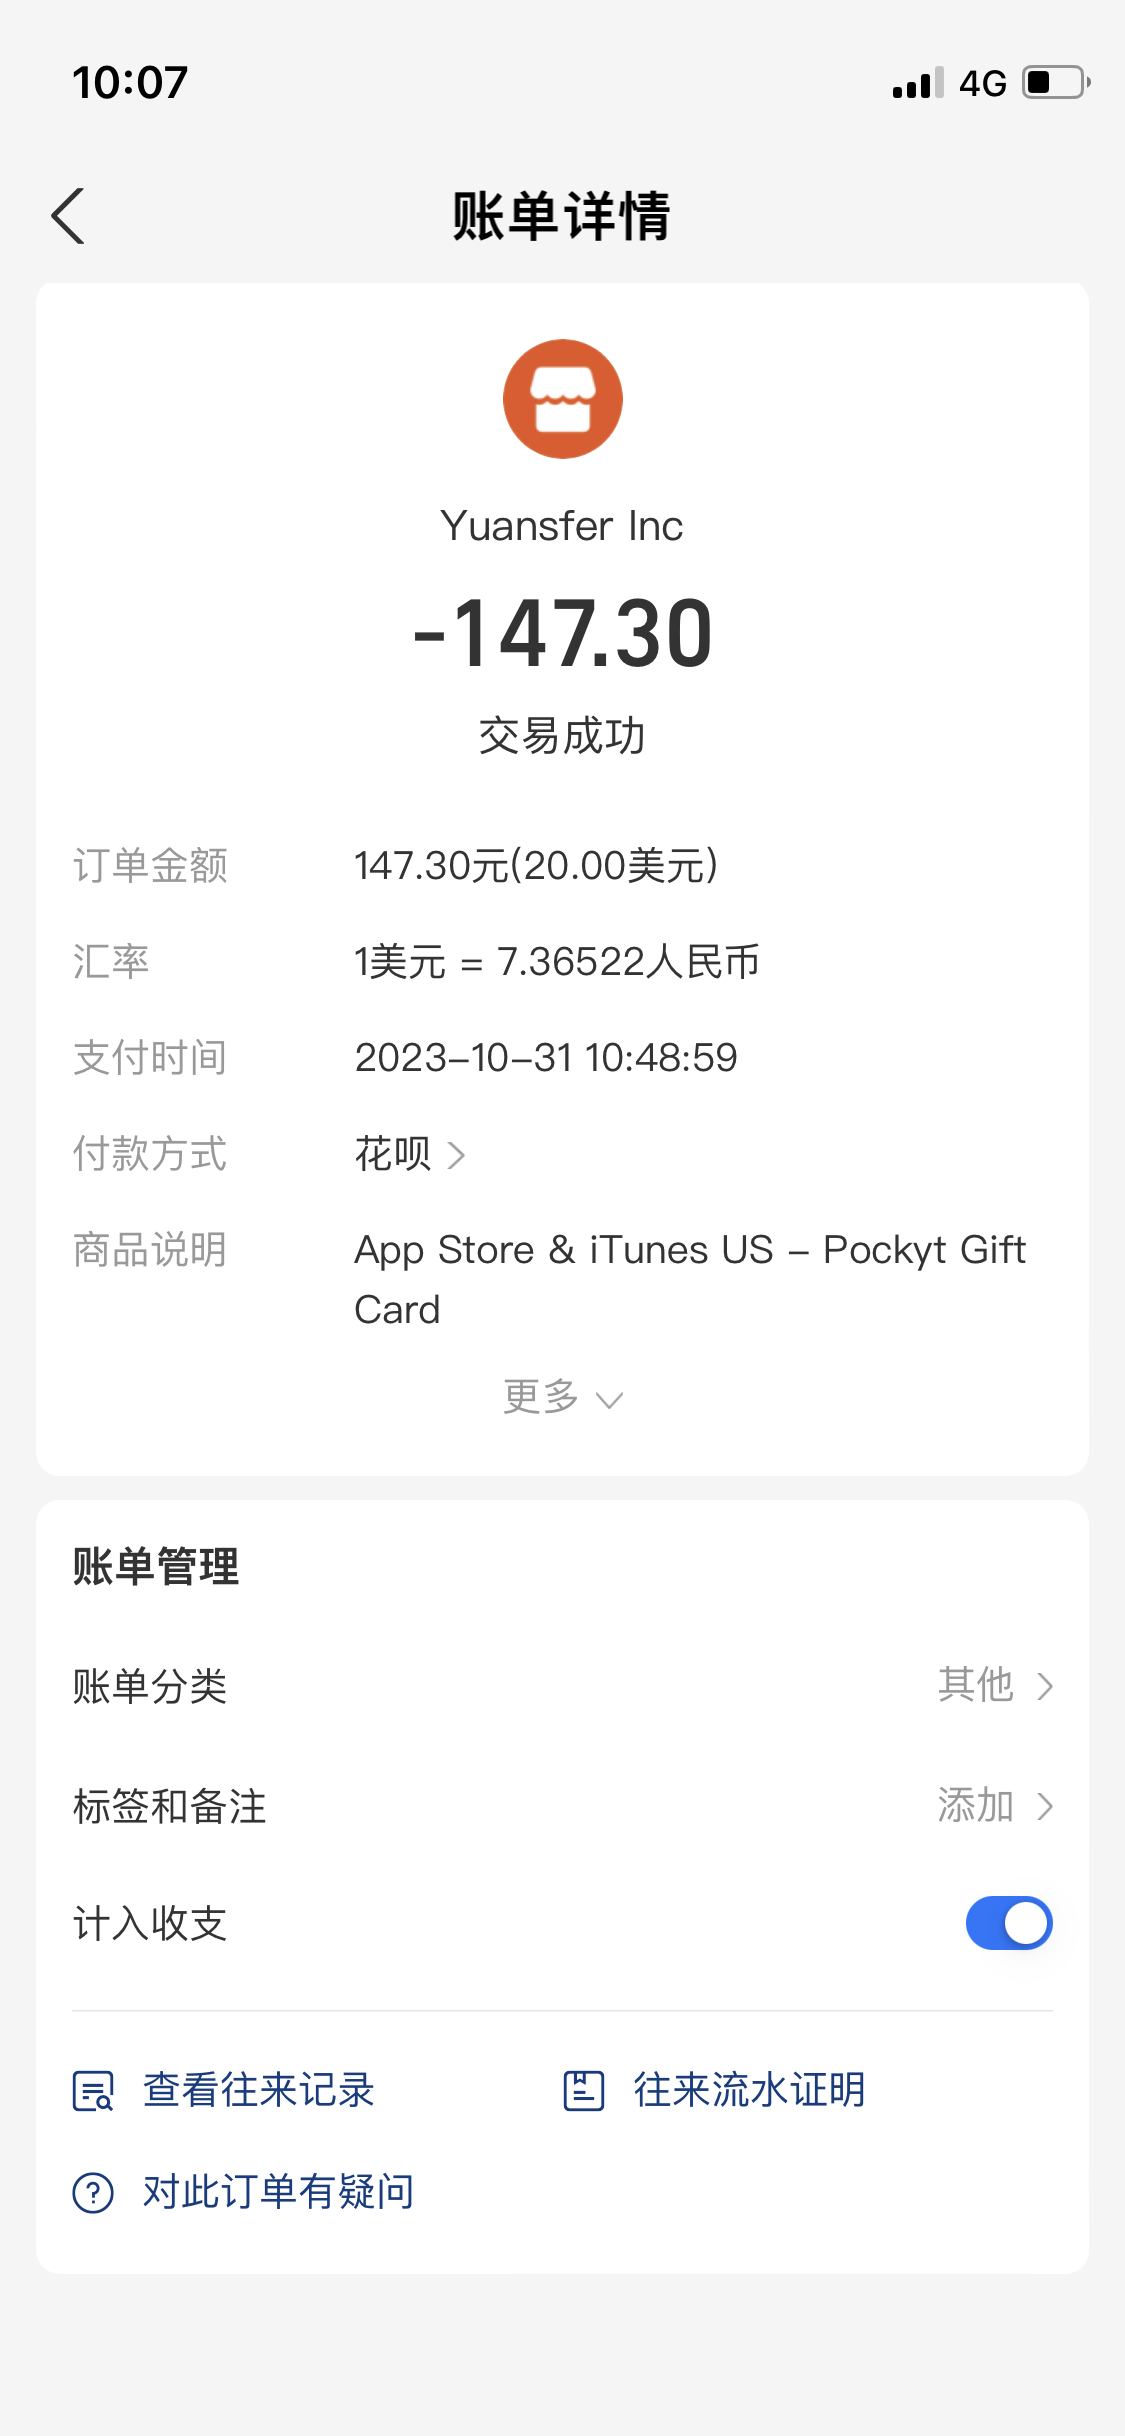 10:07
4G
账单详情
Yuansfer Inc
-147.30
交易成功
订单金额 147.30元(20.00美元)
汇率 1美元 = 7.36522人民币
支付时间 2023-10-31 10:48:59
付款方式 花呗
商品说明 App Store & iTunes US - Pockyt Gift
Card
更多
账单管理
账单分类 其他
标签和备注 添加
计入收支
查看往来记录 往来流水证明
对此订单有疑问